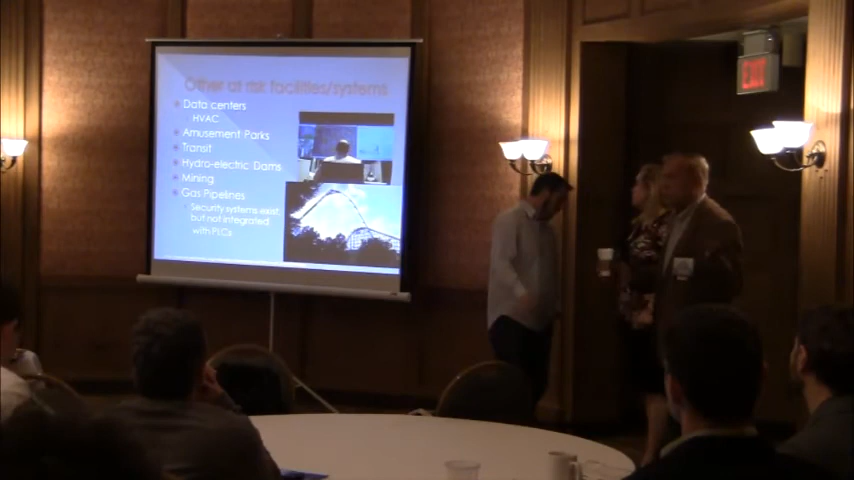 Other at risk facilities/systems
Data centers
HVAC
Amusement Parks
Transit
Hydro-electric Dams
Mining
Gas Pipelines
Security systems exist,
but not integrated
with PLCs
EXIT